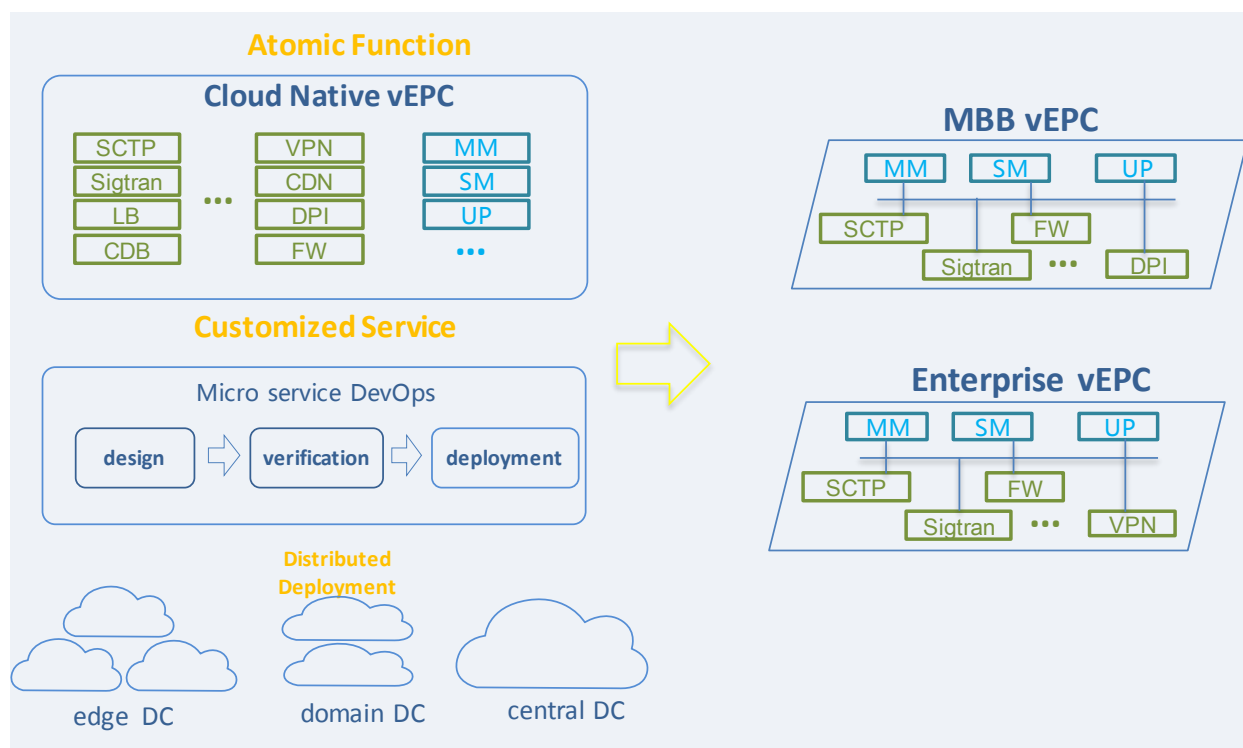 Atomic Function
Cloud Native vEPC
SCTP VPN MM
Sigtran CDN SM
... 
LB DPI UP
CDB FW ...
Customized Service
Micro service DevOps
design verification deployment
Distributed
Deployment
edge DC domain DC central DC
MBB vEPC
MM SM UP
SCTP FW
Sigtran ... DPI
Enterprise vEPC
MM SM UP
SCTP FW
Sigtran ... VPN